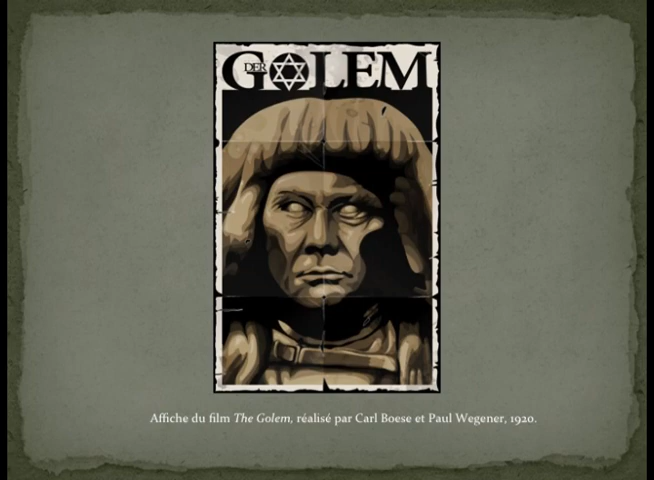 DER GOLEM
Affiche du film The Golem, réalisé par Carl Boese et Paul Wegener, 1920.